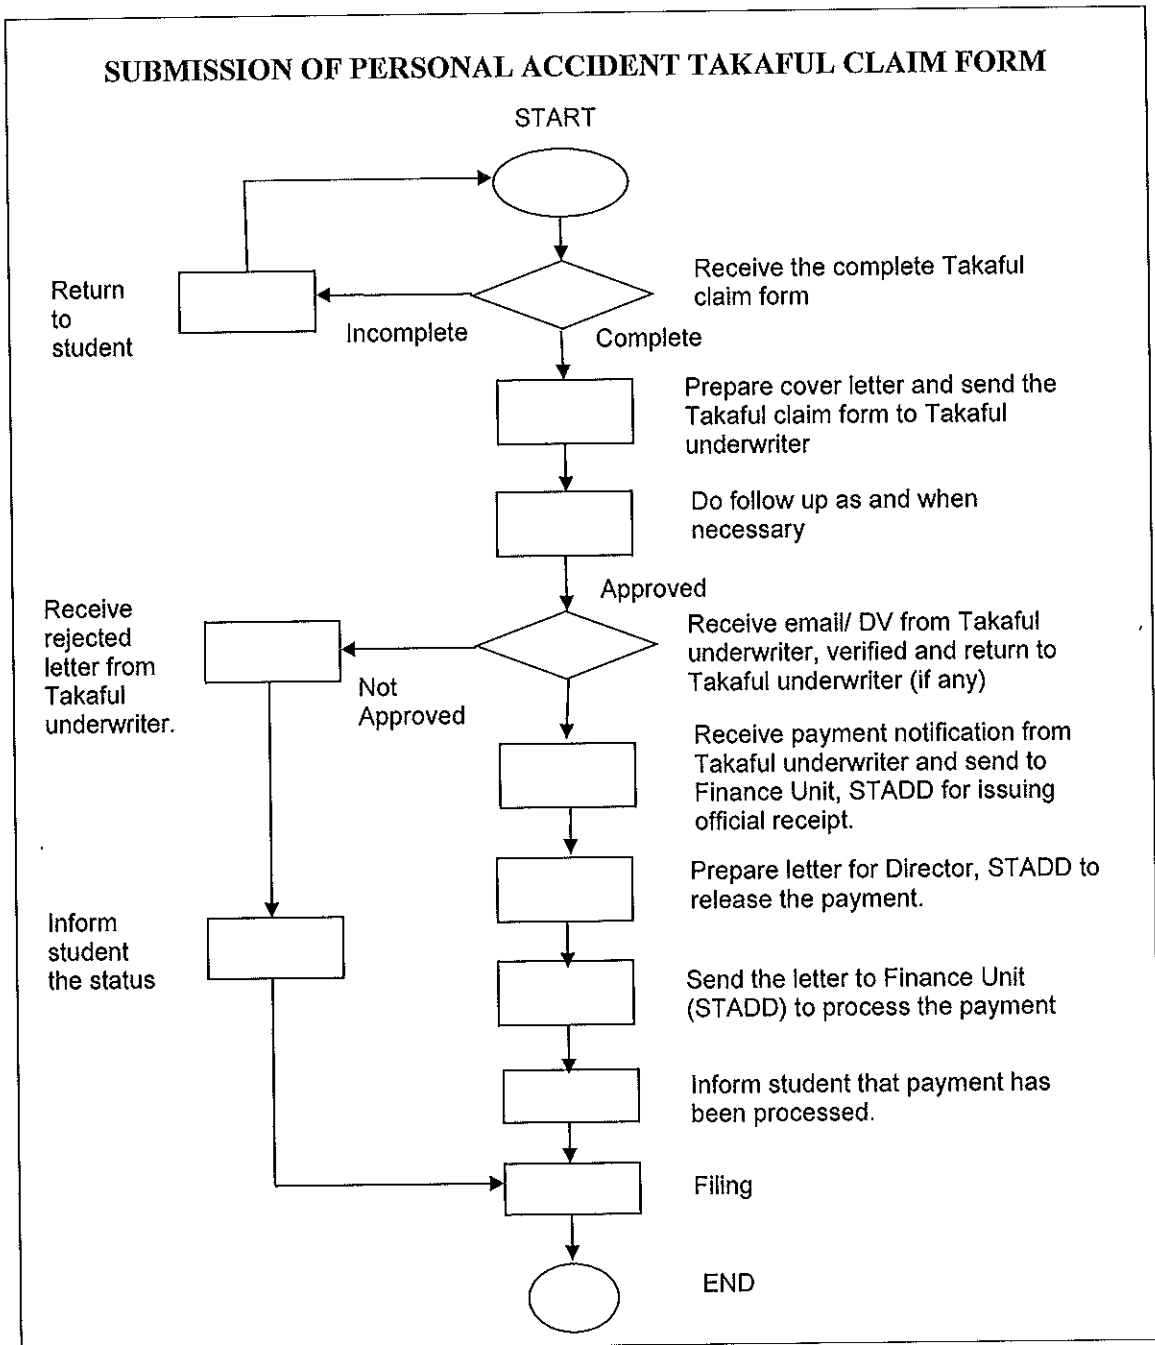 SUBMISSION OF PERSONAL ACCIDENT TAKAFUL CLAIM FORM
START
Receive the complete Takaful
claim form
Return
to
student
Incomplete
Complete
Prepare cover letter and send the
Takaful claim form to Takaful
underwriter
Do follow up as and when
necessary
Approved
Receive
rejected
letter from
Takaful
underwriter.
Not
Approved
Receive email/ DV from Takaful
underwriter, verified and return to
Takaful underwriter (if any)
Receive payment notification from
Takaful underwriter and send to
Finance Unit, STADD for issuing
official receipt.
Prepare letter for Director, STADD to
release the payment.
Inform
student
the status
Send the letter to Finance Unit
(STADD) to process the payment
Inform student that payment has
been processed.
Filing
END